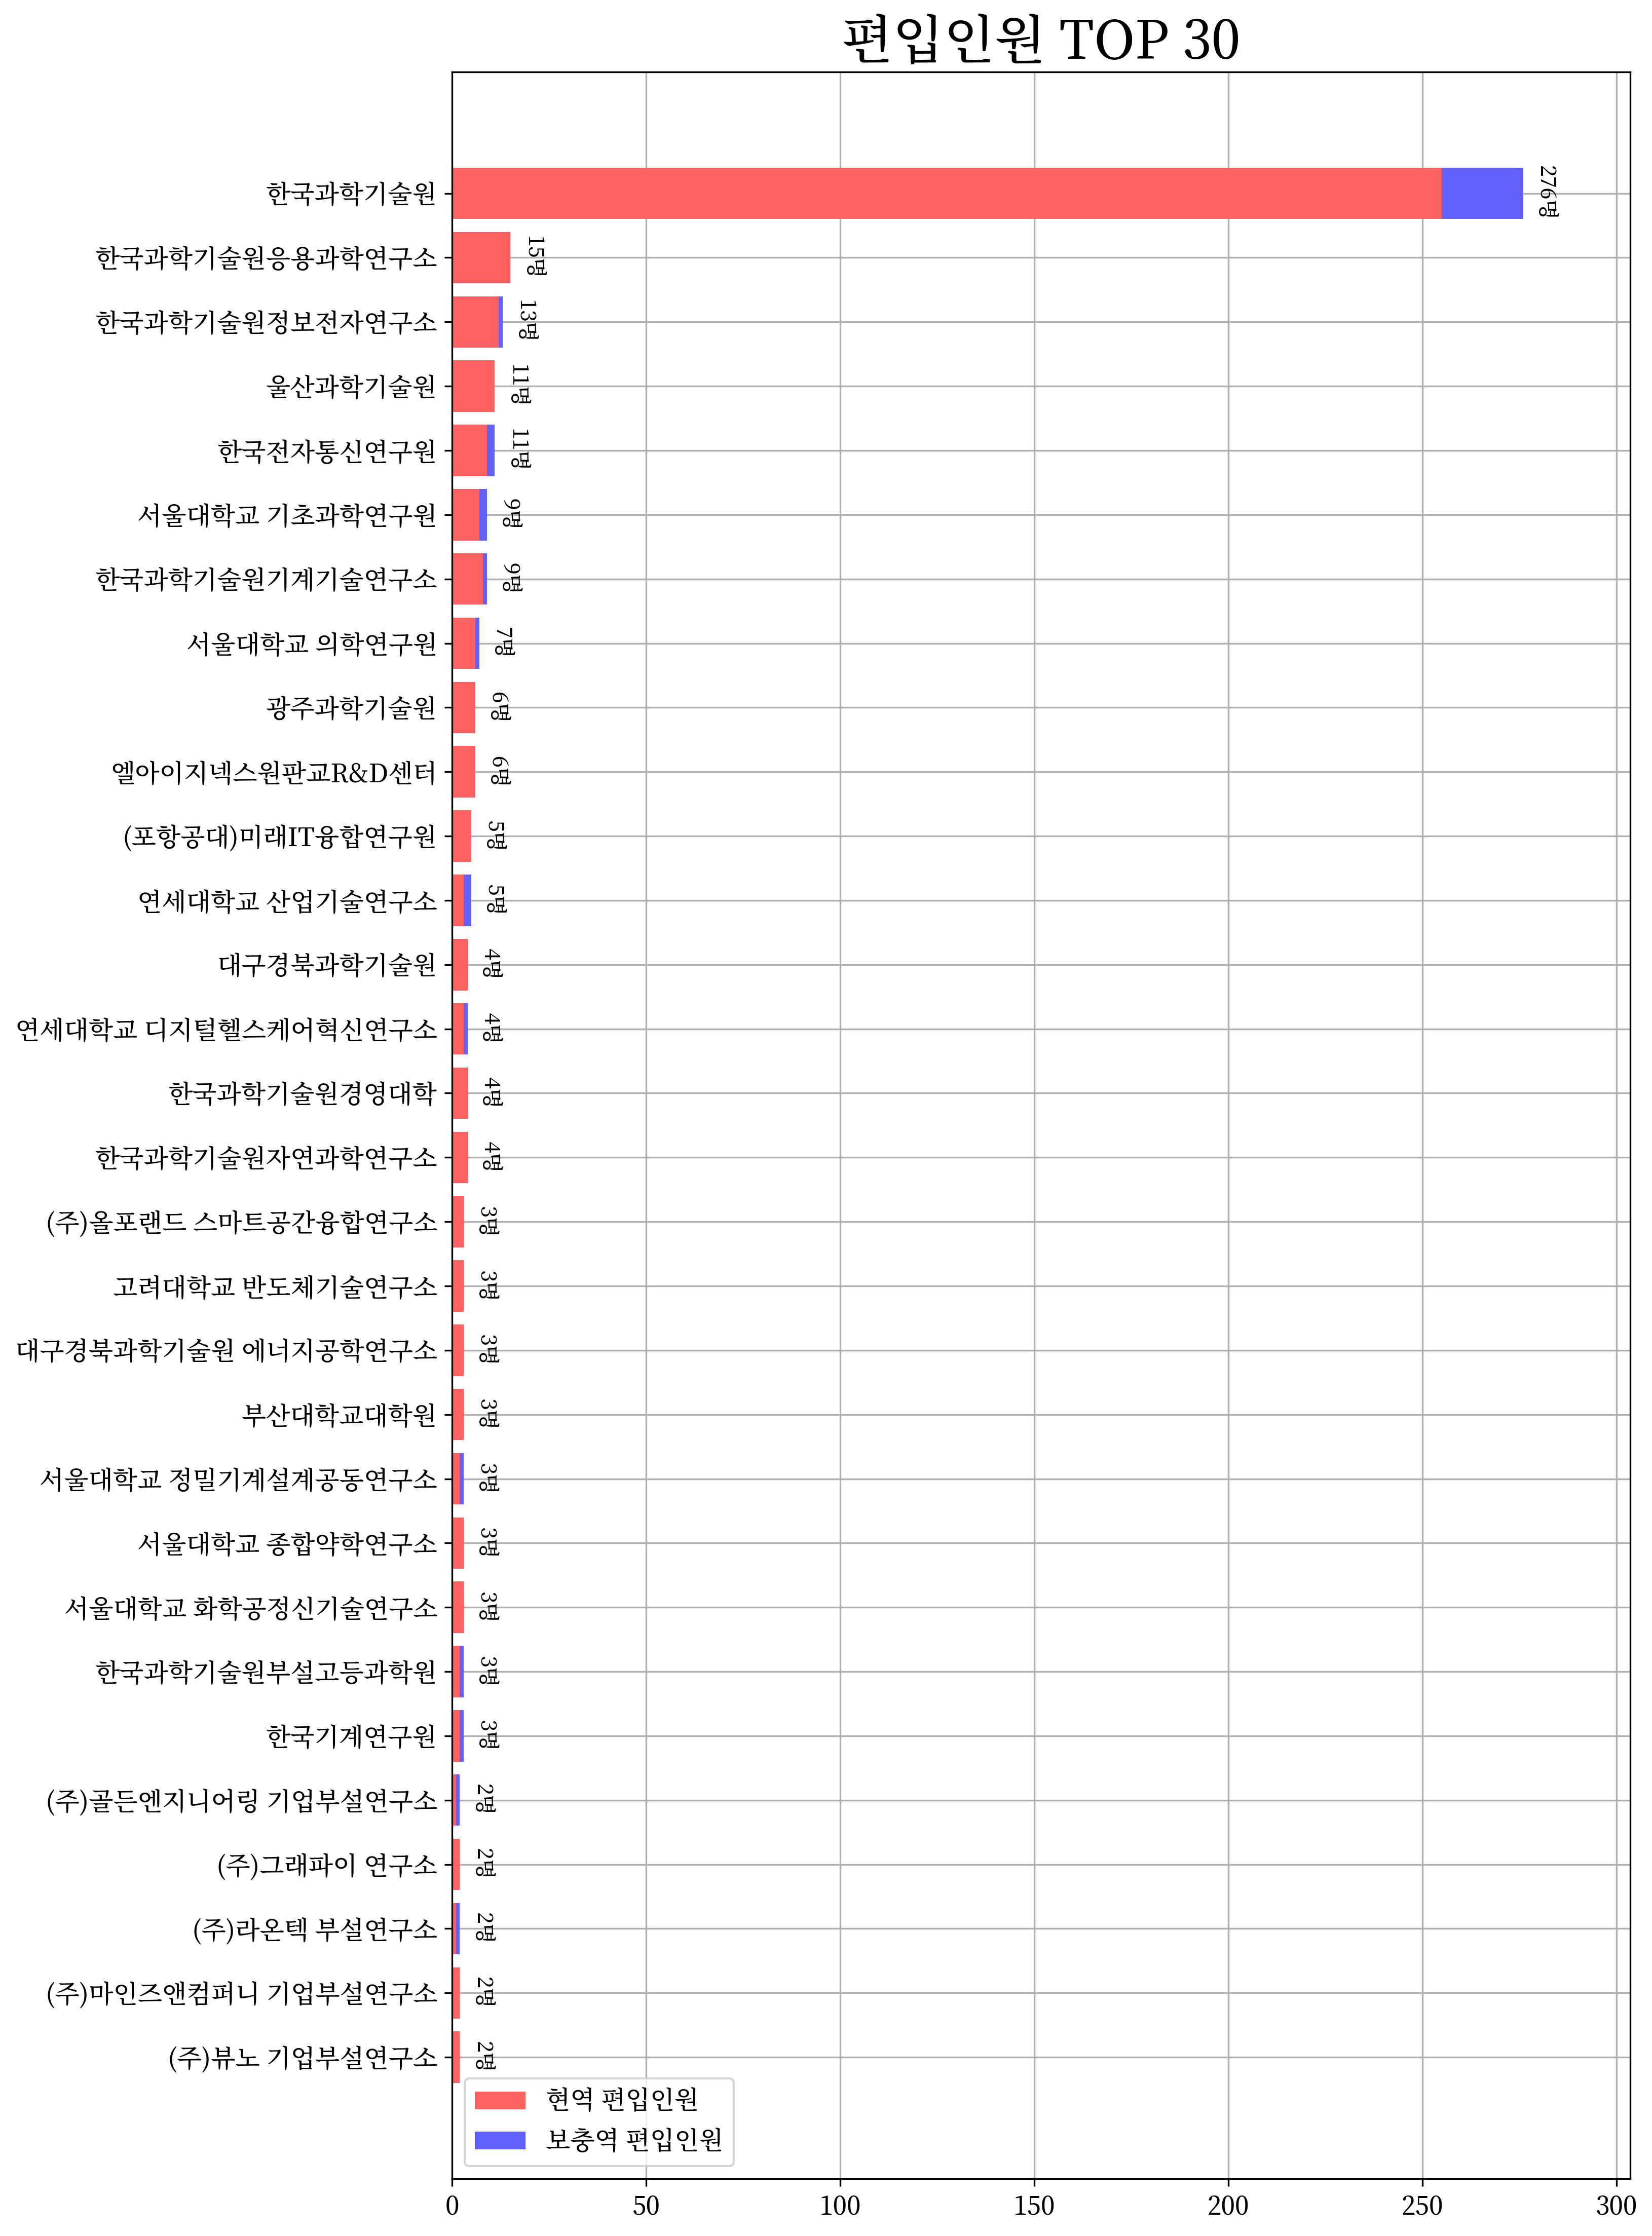 편입인원 TOP 30
한국과학기술원 276명
한국과학기술원응용과학연구소 15명
한국과학기술원정보전자연구소 13명
울산과학기술원 11명
한국전자통신연구원 11명
서울대학교 기초과학연구원 9명
한국과학기술원기계기술연구소 9명
서울대학교 의학연구원 7명
광주과학기술원 6명
엘아이지넥스원판교R&D센터 6명
(포항공대)미래IT융합연구원 5명
연세대학교 산업기술연구소 5명
대구경북과학기술원 4명
연세대학교 디지털헬스케어혁신연구소 4명
한국과학기술원경영대학 4명
한국과학기술원자연과학연구소 4명
(주)올포랜드 스마트공간융합연구소 3명
고려대학교 반도체기술연구소 3명
대구경북과학기술원 에너지공학연구소 3명
부산대학교대학원 3명
서울대학교 정밀기계설계공동연구소 3명
서울대학교 종합약학연구소 3명
서울대학교 화학공정신기술연구소 3명
한국과학기술원부설고등과학원 3명
한국기계연구원 3명
(주)골든엔지니어링 기업부설연구소 2명
(주)그래파이 연구소 2명
(주)라온텍 부설연구소 2명
(주)마인즈앤컴퍼니 기업부설연구소 2명
(주)뷰노 기업부설연구소 2명
현역 편입인원
보충역 편입인원
0 50 100 150 200 250 300